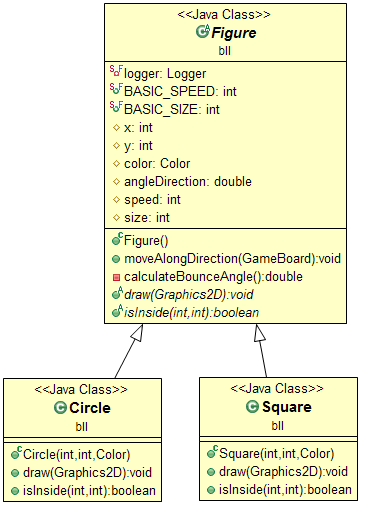 <<Java Class>>
Figure
bll
logger: Logger
BASIC_SPEED: int
BASIC_SIZE: int
x: int
y: int
color: Color
angleDirection: double
speed: int
size: int
Figure()
moveAlongDirection(GameBoard):void
calculateBounceAngle():double
draw(Graphics2D):void
isInside(int,int):boolean
<<Java Class>>
Circle
bll
Circle(int,int,Color)
draw(Graphics2D):void
isInside(int,int):boolean
<<Java Class>>
Square
bll
Square(int,int,Color)
draw(Graphics2D):void
isInside(int,int):boolean